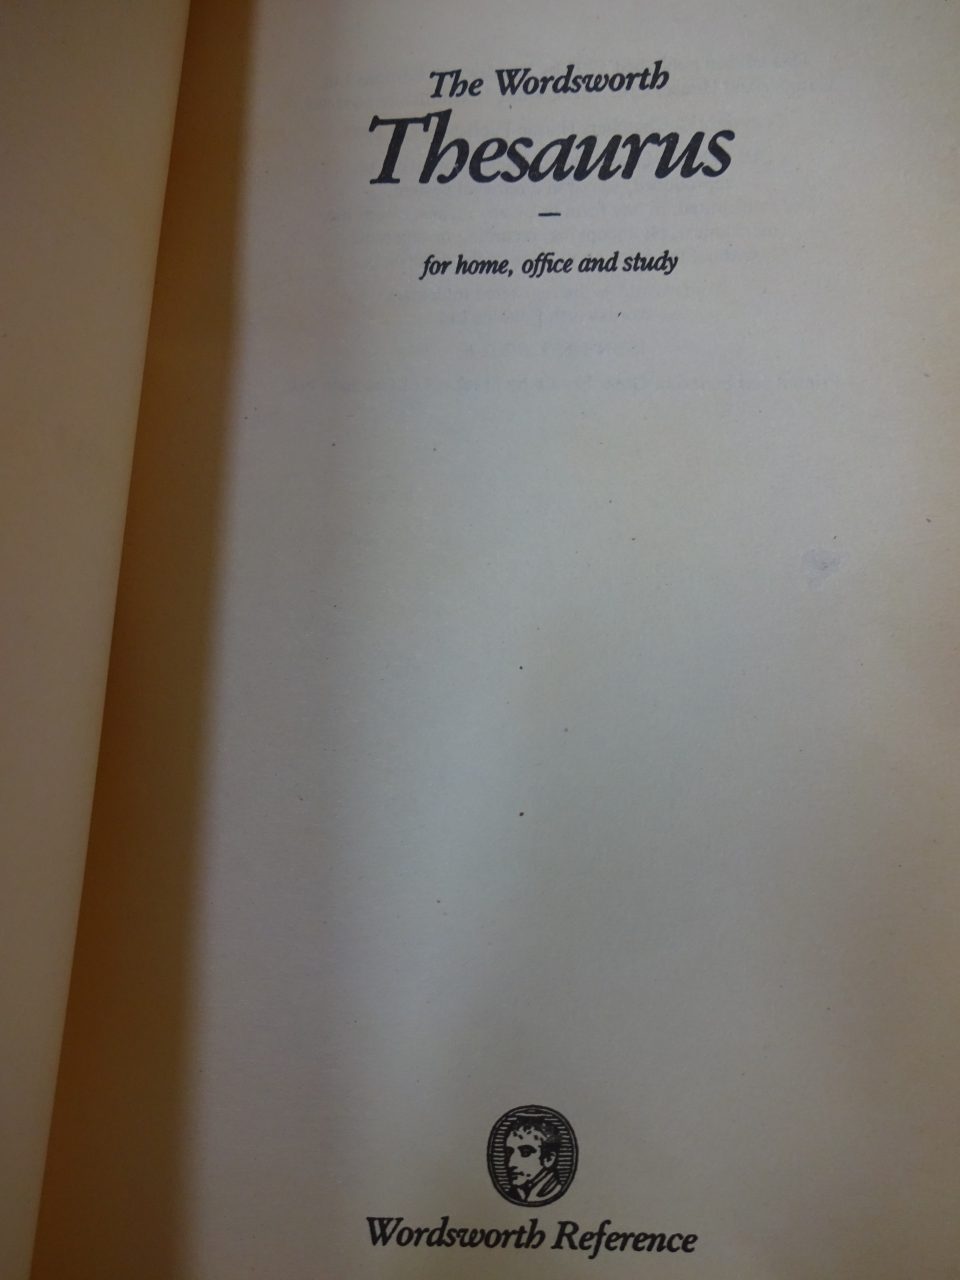 The Wordsworth
Thesaurus
—
for home, office and study
Wordsworth Reference